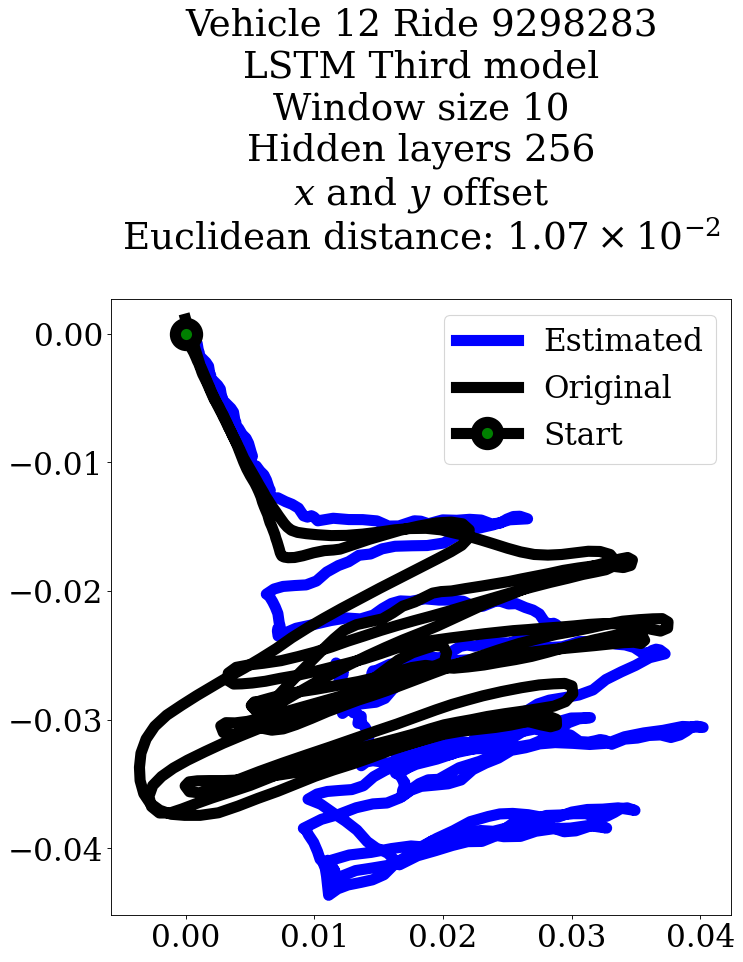 Vehicle 12 Ride 9298283
LSTM Third model
Window size 10
Hidden layers 256
x and y offset
Euclidean distance: 1.07 × 10⁻²
Estimated
Original
Start
0.00
−0.01
−0.02
−0.03
−0.04
0.00 0.01 0.02 0.03 0.04